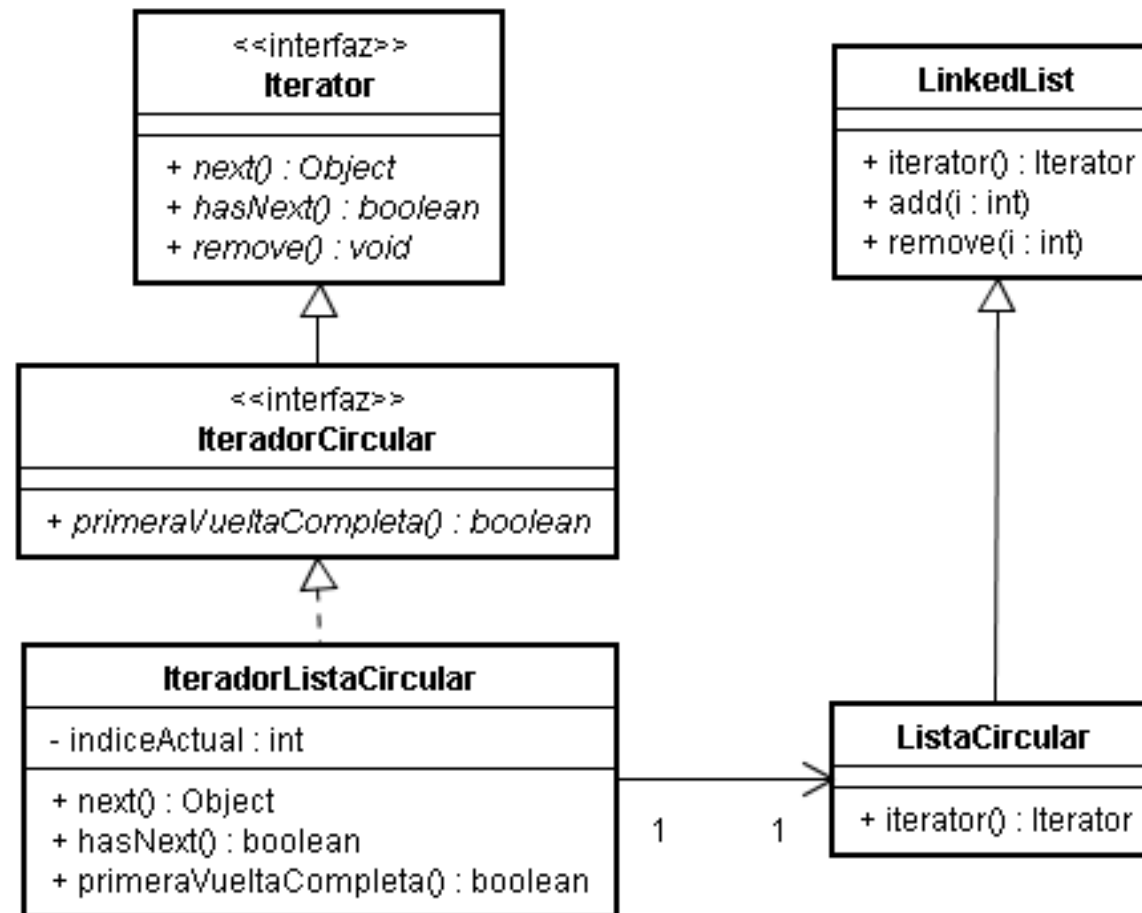 <<interfaz>>
Iterator
+ next() : Object
+ hasNext() : boolean
+ remove() : void
LinkedList
+ iterator() : Iterator
+ add(i : int)
+ remove(i : int)
<<interfaz>>
IteradorCircular
+ primeraVueltaCompleta() : boolean
IteradorListaCircular
- indiceActual : int
+ next() : Object
+ hasNext() : boolean
+ primeraVueltaCompleta() : boolean
1 1
ListaCircular
+ iterator() : Iterator